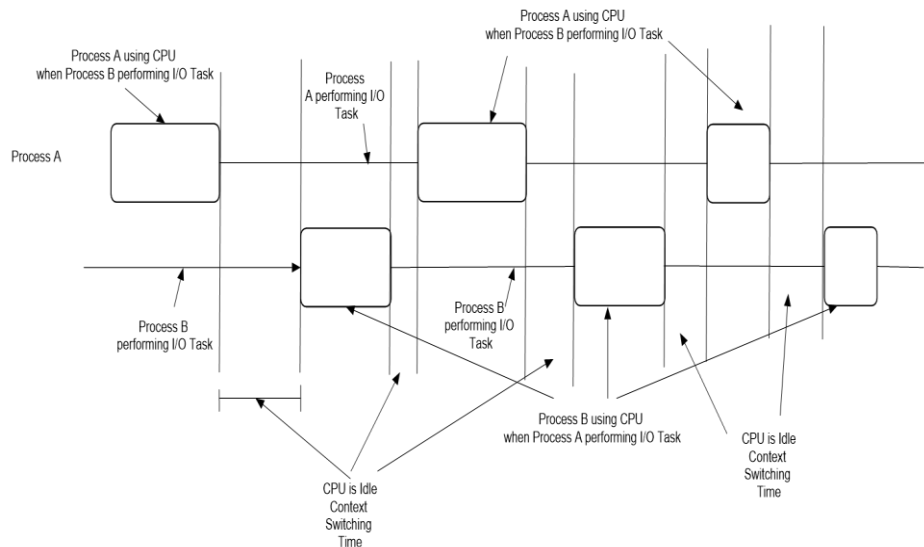 Process A using CPU
when Process B performing I/O Task
Process
A performing I/O
Task
Process A using CPU
when Process B performing I/O Task
Process A
Process B
performing I/O Task
Process B
performing I/O
Task
Process B using CPU
when Process A performing I/O Task
CPU is Idle
Context
Switching
Time
CPU is Idle
Context
Switching
Time